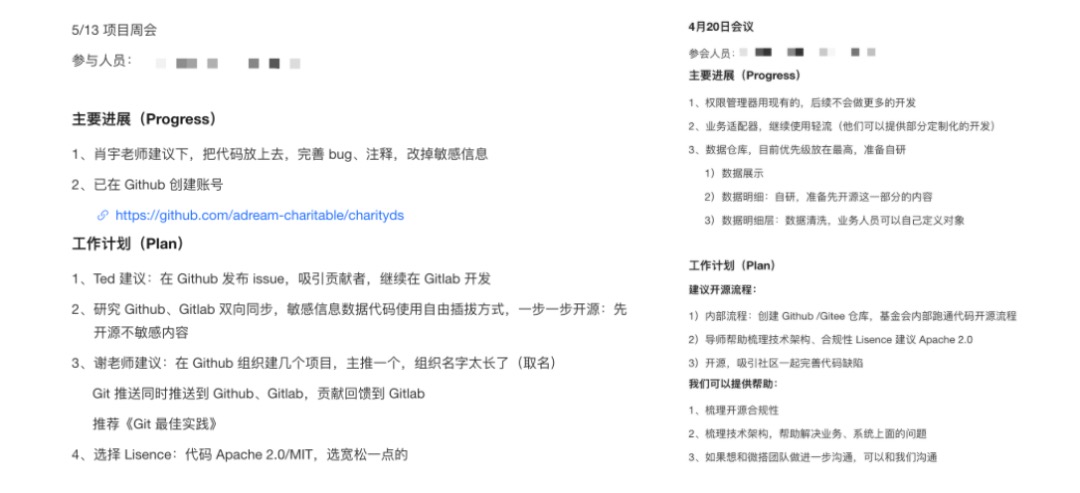 5/13 项目周会
参与人员：
主要进展（Progress）
1、肖宇老师建议下，把代码放上去，完善 bug、注释，改掉敏感信息
2、已在 Github 创建账号
https://github.com/adream-charitable/charityds
工作计划（Plan）
1、Ted 建议：在 Github 发布 issue，吸引贡献者，继续在 Gitlab 开发
2、研究 Github、Gitlab 双向同步，敏感信息数据代码使用自由插拔方式，一步一步开源：先
开源不敏感内容
3、谢老师建议：在 Github 组织建几个项目，主推一个，组织名字太长了（取名）
Git 推送同时推送到 Github、Gitlab，贡献回馈到 Gitlab
推荐《Git 最佳实践》
4、选择 Lisence：代码 Apache 2.0/MIT，选宽松一点的
4月20日会议
参会人员：
主要进展（Progress）
1、权限管理器用现有的，后续不会做更多的开发
2、业务适配器，继续使用轻流（他们可以提供部分定制化的开发）
3、数据仓库，目前优先级放在最高，准备自研
1）数据展示
2）数据明细：自研，准备先开源这一部分的内容
3）数据明细层：数据清洗，业务人员可以自己定义对象
工作计划（Plan）
建议开源流程：
1）内部流程：创建 Github /Gitee 仓库，基金会内部跑通代码开源流程
2）导师帮助梳理技术架构、合规性 Lisence 建议 Apache 2.0
3）开源，吸引社区一起完善代码缺陷
我们可以提供帮助：
1、梳理开源合规性
2、梳理技术架构，帮助解决业务、系统上面的问题
3、如果想和微搭团队做进一步沟通，可以和我们沟通